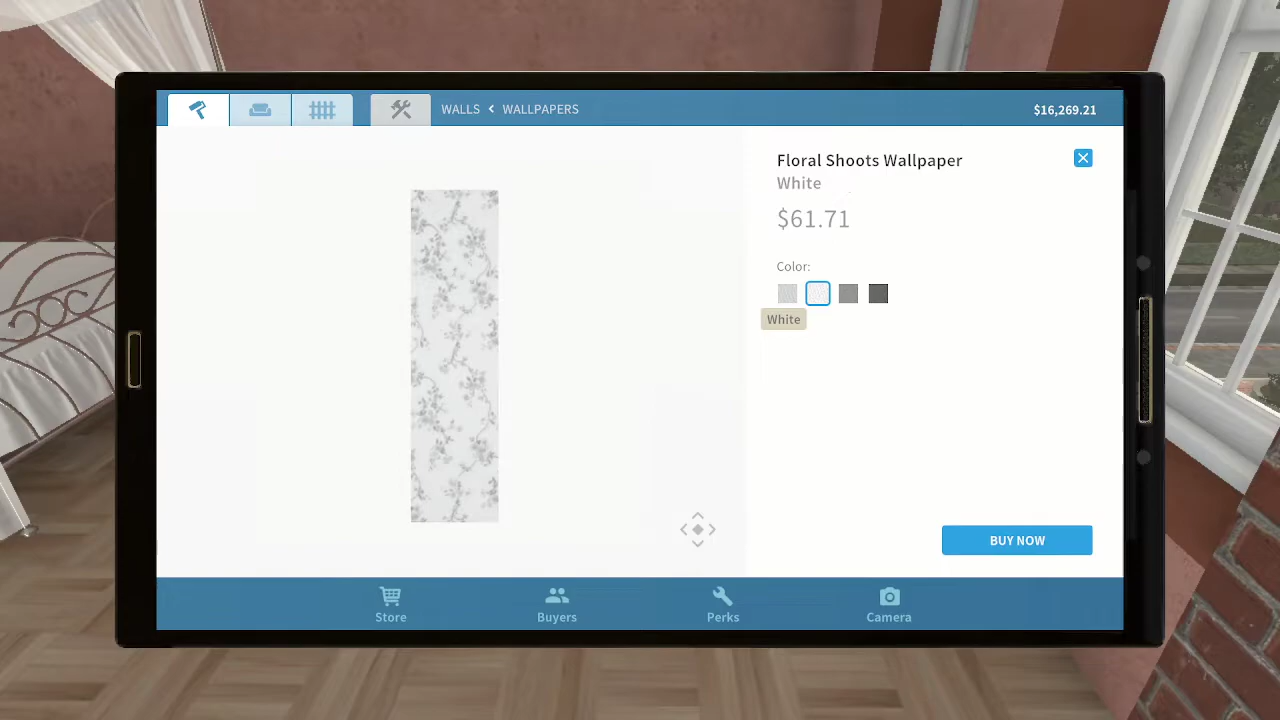 WALLS < WALLPAPERS
$16,269.21
Floral Shoots Wallpaper
White
$61.71
Color:
White
BUY NOW
Store
Buyers
Perks
Camera